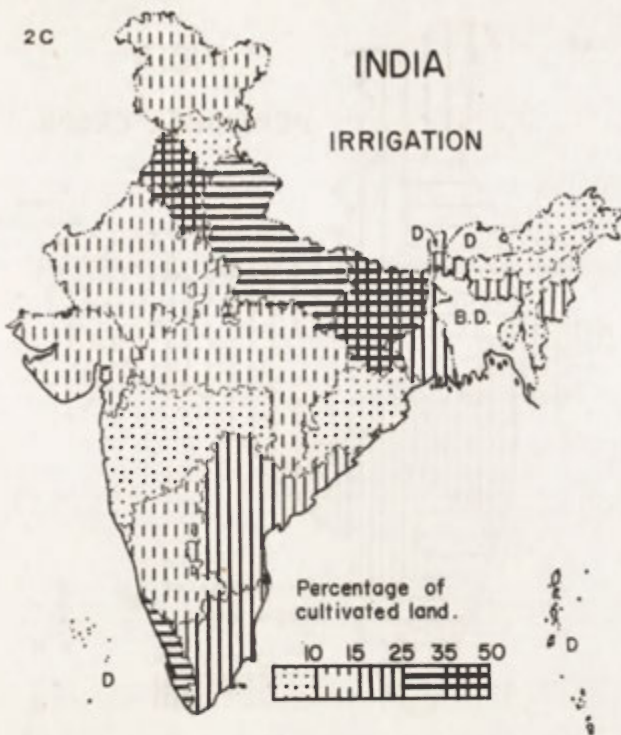 2C
INDIA
IRRIGATION
D
D
B.D.
Percentage of
cultivated land.
D
D
10 15 25 35 50